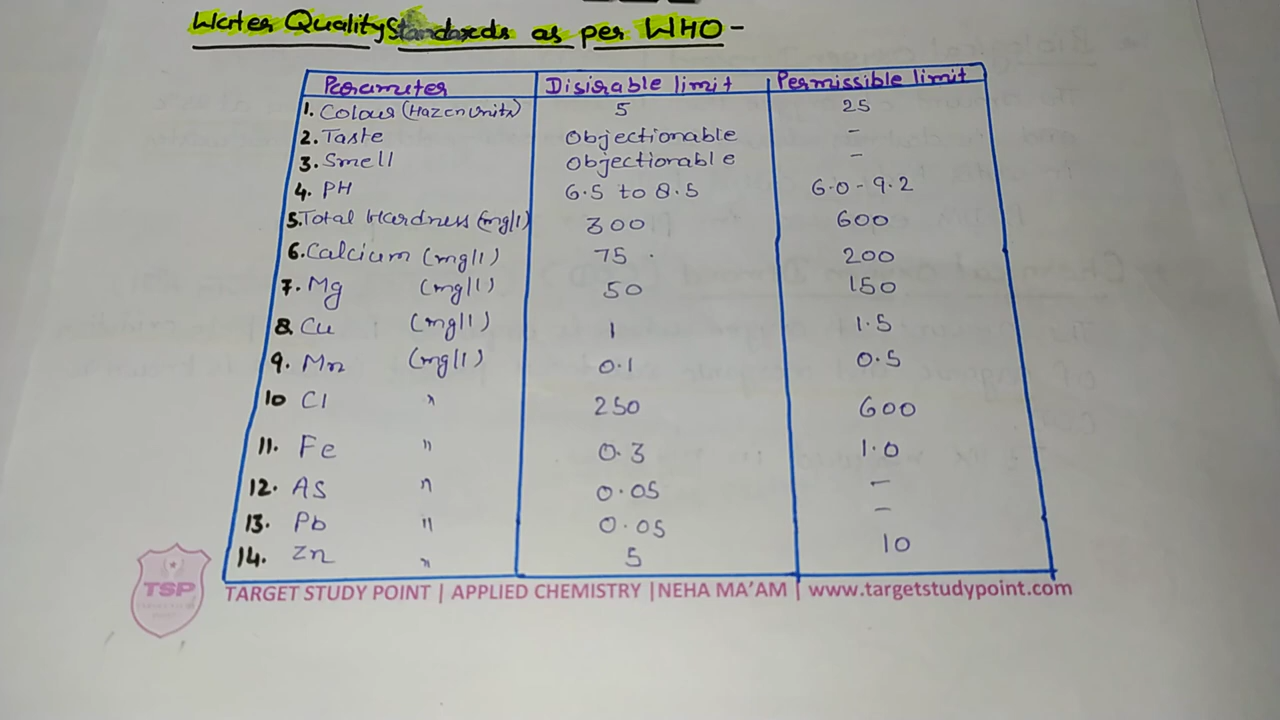 Water Quality Standards as per WHO -
Parameter Disirable limit Permissible limit
1. Colour (Hazen units) 5 25
2. Taste Objectionable -
3. Smell Objectionable -
4. PH 6.5 to 8.5 6.0-9.2
5. Total Hardness (mg/l) 300 600
6. Calcium (mg/l) 75 200
7. Mg (mg/l) 50 150
8 Cu (mg/l) 1 1.5
9. Mn (mg/l) 0.1 0.5
10 Cl " 250 600
11. Fe " 0.3 1.0
12. AS " 0.05 -
13. Pb " 0.05 -
14. Zn " 5 10
TSP
TARGET STUDY POINT | APPLIED CHEMISTRY |NEHA MA'AM | www.targetstudypoint.com